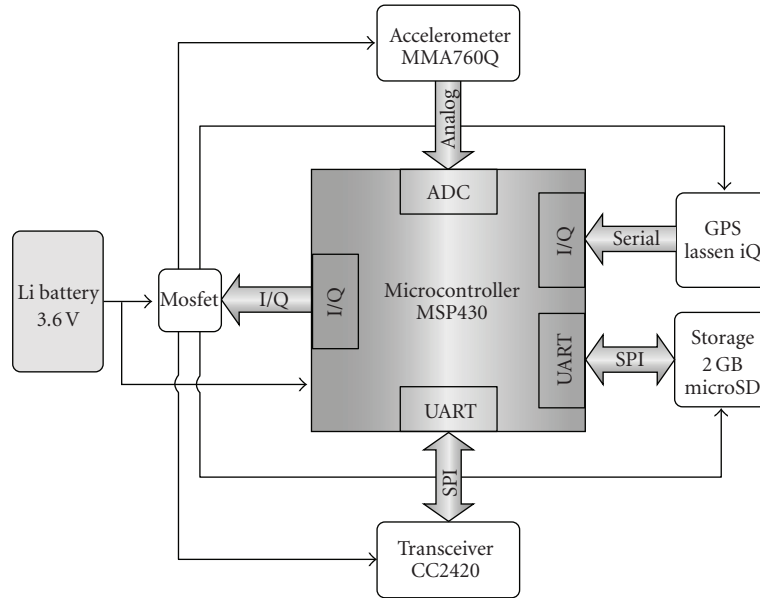 Accelerometer
MMA760Q
Analog
ADC
I/Q
Serial
GPS
lassen iQ
Li battery
3.6 V
Mosfet
I/Q
I/Q
Microcontroller
MSP430
UART
SPI
Storage
2 GB
microSD
UART
SPI
Transceiver
CC2420